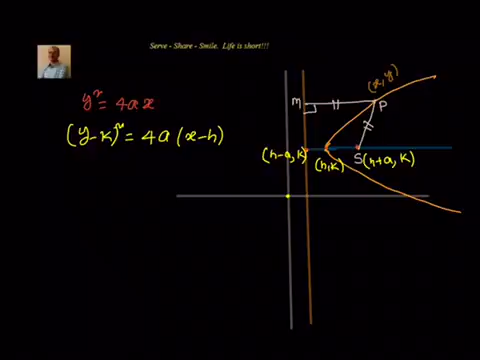 Serve - Share - Smile. Life is short!!!
(x, y)
y² = 4ax
M
P
(y-k)² = 4a (x-h)
(h-a, k)
(h, k)
S(h+a, k)